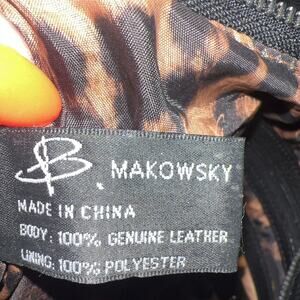 B. MAKOWSKY
MADE IN CHINA
BODY: 100% GENUINE LEATHER
LINING: 100% POLYESTER